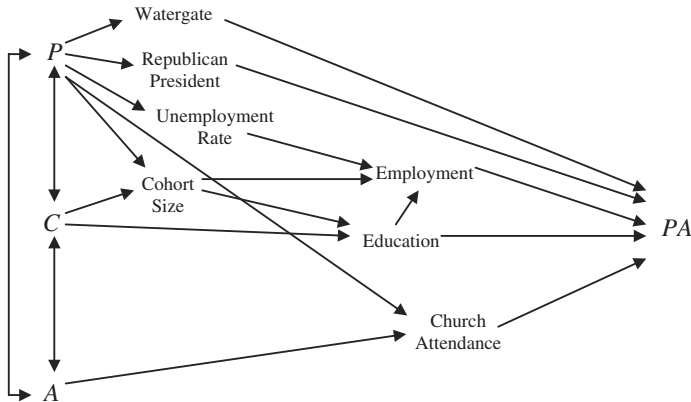 Watergate
P
Republican
President
Unemployment
Rate
Employment
Cohort
Size
C
Education
PA
Church
Attendance
A